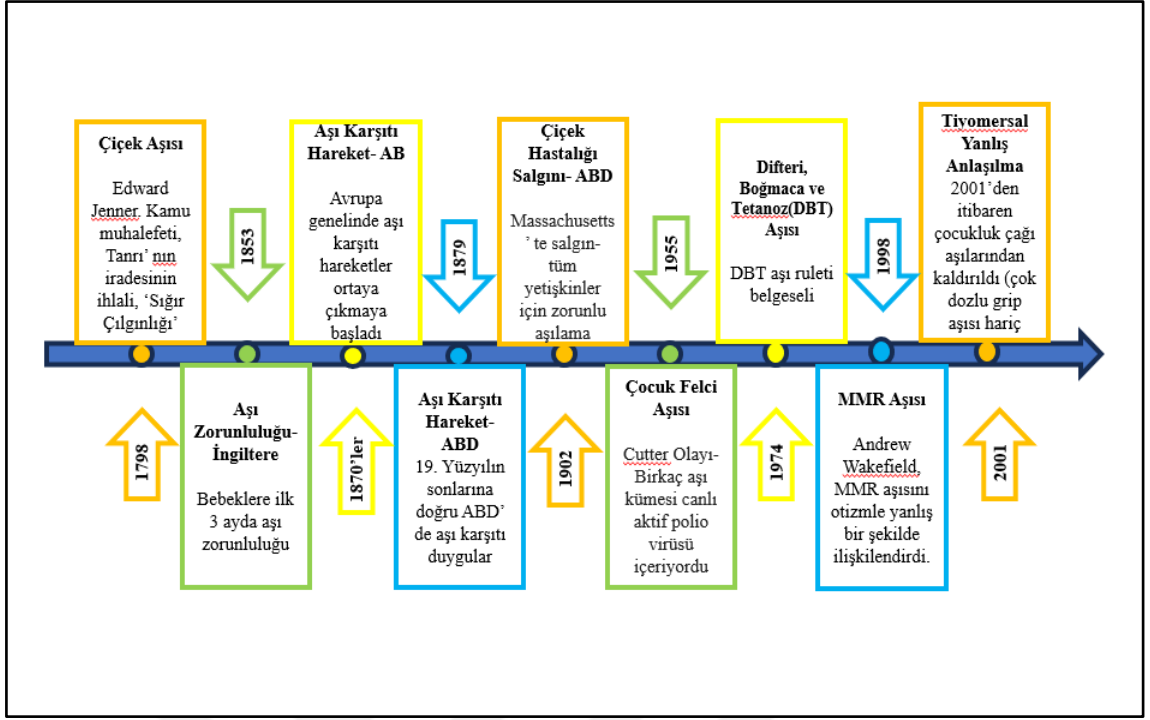 Çiçek Aşısı
Edward
Jenner. Kamu
muhalefeti,
Tanrı’ nın
iradesinin
ihlali, ‘Sığır
Çılgınlığı’
1798
1853
Aşı
Zorunluluğu-
İngiltere
Bebeklere ilk
3 ayda aşı
zorunluluğu
Aşı Karşıtı
Hareket- AB
Avrupa
genelinde aşı
karşıtı
hareketler
ortaya
çıkmaya
başladı
1870’ler
1879
Aşı Karşıtı
Hareket-
ABD
19. Yüzyılın
sonlarına
doğru ABD’
de aşı karşıtı
duygular
Çiçek
Hastalığı
Salgını- ABD
Massachusetts
’ te salgın-
tüm
yetişkinler
için zorunlu
aşılama
1902
1955
Çocuk Felci
Aşısı
Cutter Olayı-
Birkaç aşı
kümesi canlı
aktif polio
virüsü
içeriyordu
Difteri,
Boğmaca ve
Tetanoz(DBT)
Aşısı
DBT aşı ruleti
belgeseli
1974
1998
MMR Aşısı
Andrew
Wakefield,
MMR aşısını
otizmle yanlış
bir şekilde
ilişkilendirdi.
Tiyomersal
Yanlış
Anlaşılma
2001’den
itibaren
çocukluk çağı
aşılarından
kaldırıldı (çok
dozlu grip
aşısı hariç
2001